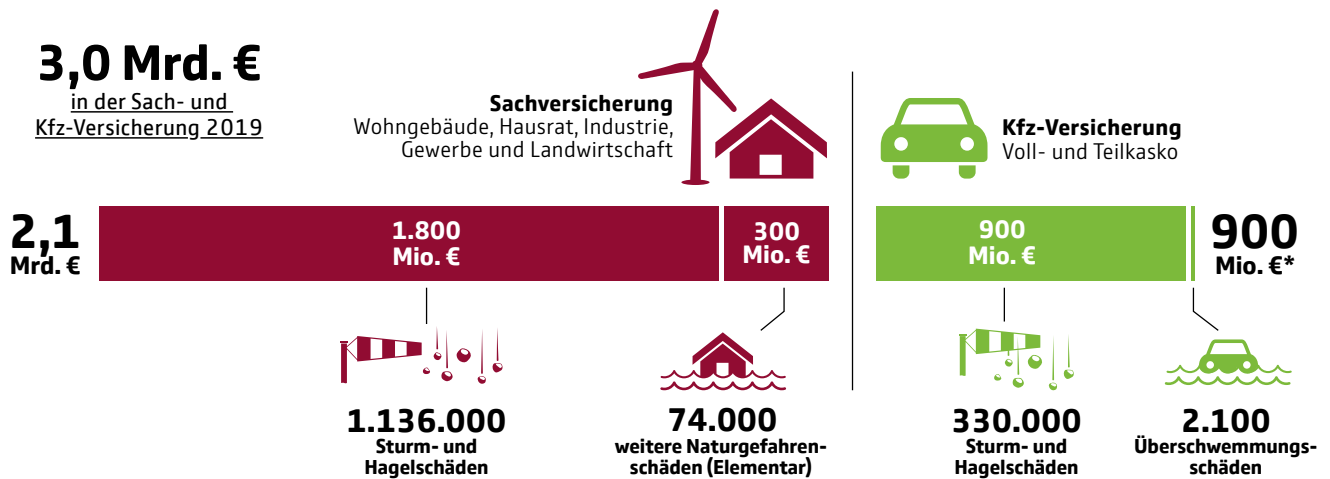 3,0 Mrd. €
in der Sach- und
Kfz-Versicherung 2019
Sachversicherung
Wohngebäude, Hausrat, Industrie,
Gewerbe und Landwirtschaft
Kfz-Versicherung
Voll- und Teilkasko
2,1
Mrd. €
1.800
Mio. €
300
Mio. €
900
Mio. €
900
Mio. €*
1.136.000
Sturm- und
Hagelschäden
74.000
weitere Naturgefahren-
schäden (Elementar)
330.000
Sturm- und
Hagelschäden
2.100
Überschwemmungs-
schäden